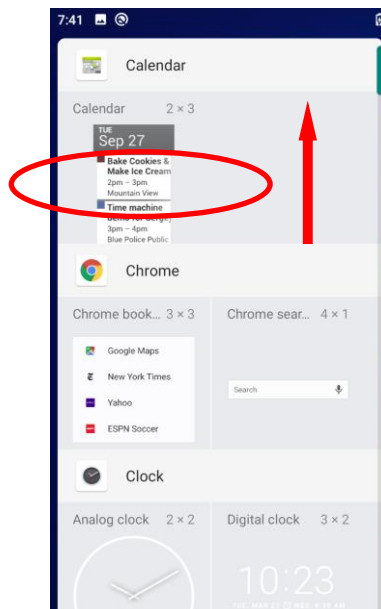 7:41
Calendar
Calendar 2 × 3
TUE
Sep 27
Bake Cookies &
Make Ice Cream
2pm – 3pm
Mountain View
Time machine
3pm – 4pm
Blue Police Public
Chrome
Chrome book... 3 × 3 Chrome sear... 4 × 1
Google Maps
New York Times
Yahoo
ESPN Soccer
Search
Clock
Analog clock 2 × 2 Digital clock 3 × 2
10:23